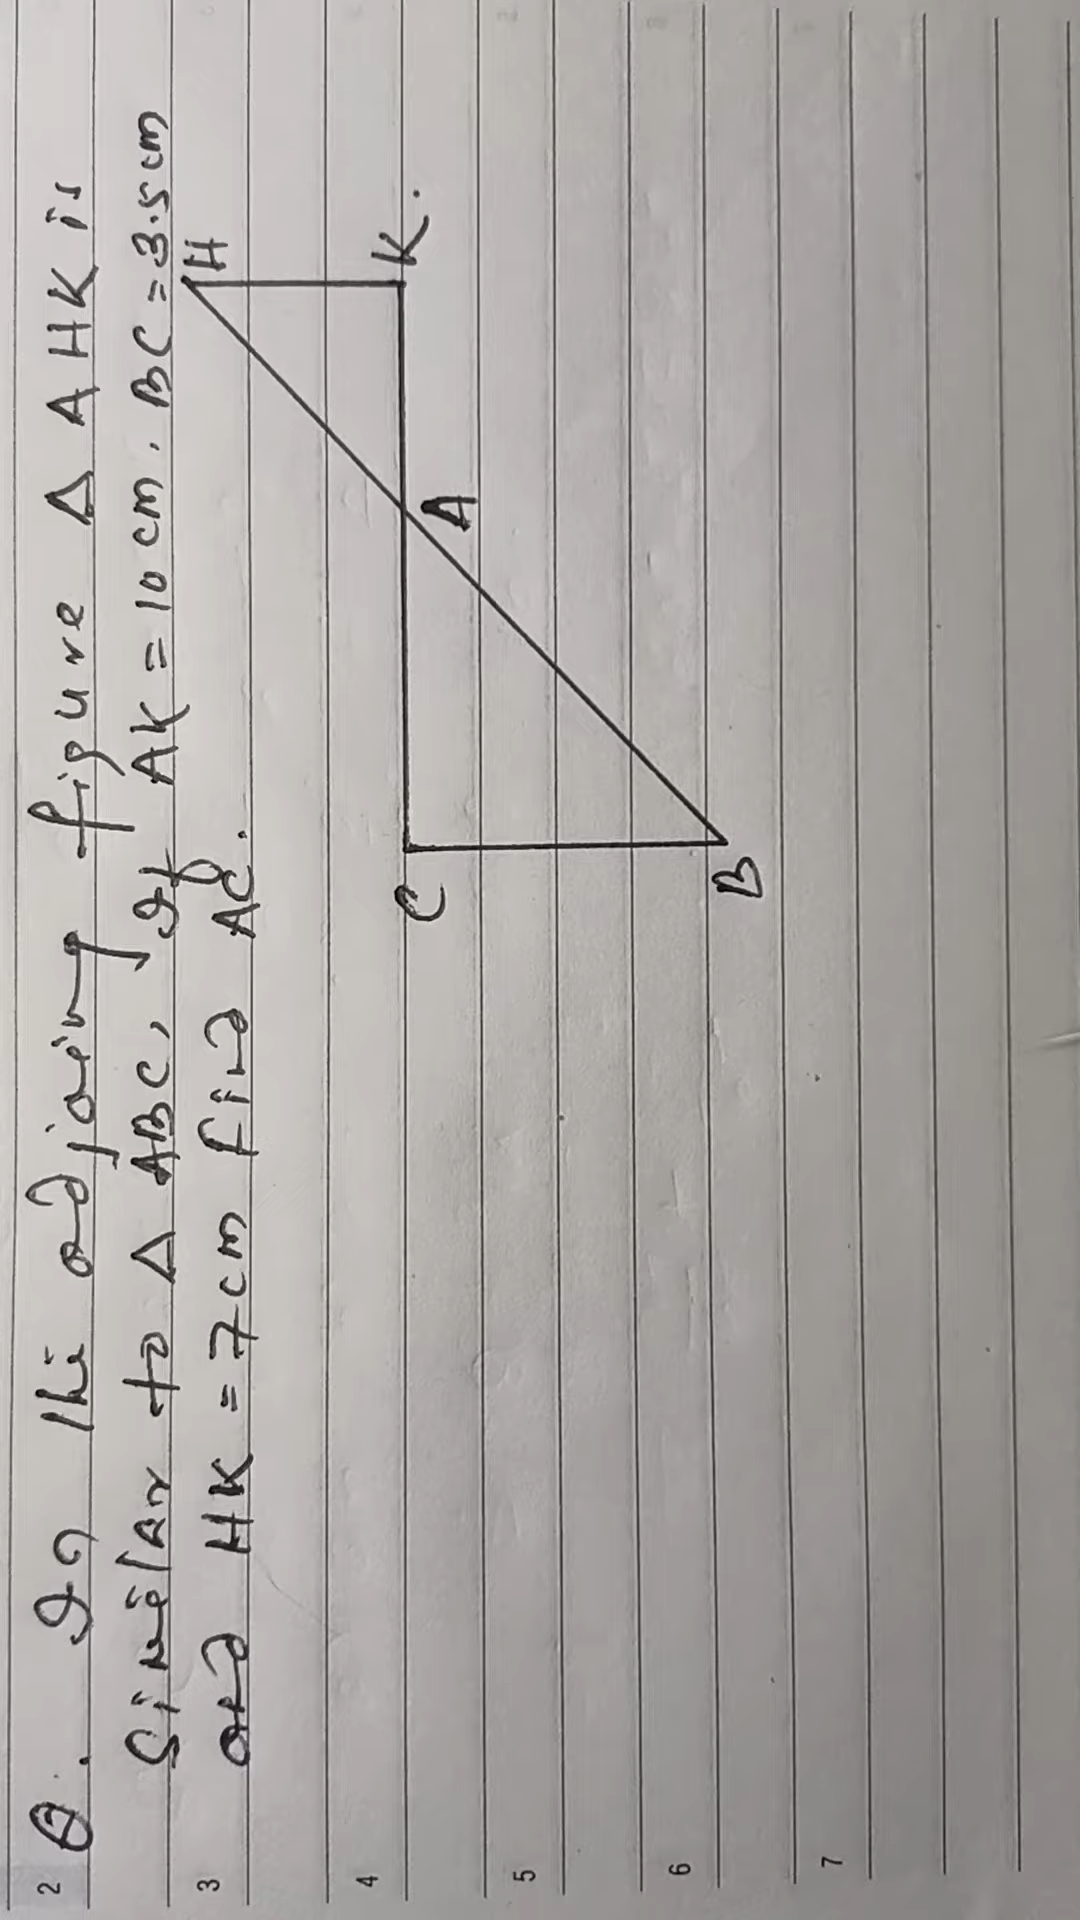 Q. In the adjoing figure Δ AHK is
Similar to Δ ABC, If AK = 10 cm, BC = 3.5 cm
and HK = 7cm find AC.
H
K.
A
C
B
2
3
4
5
6
7